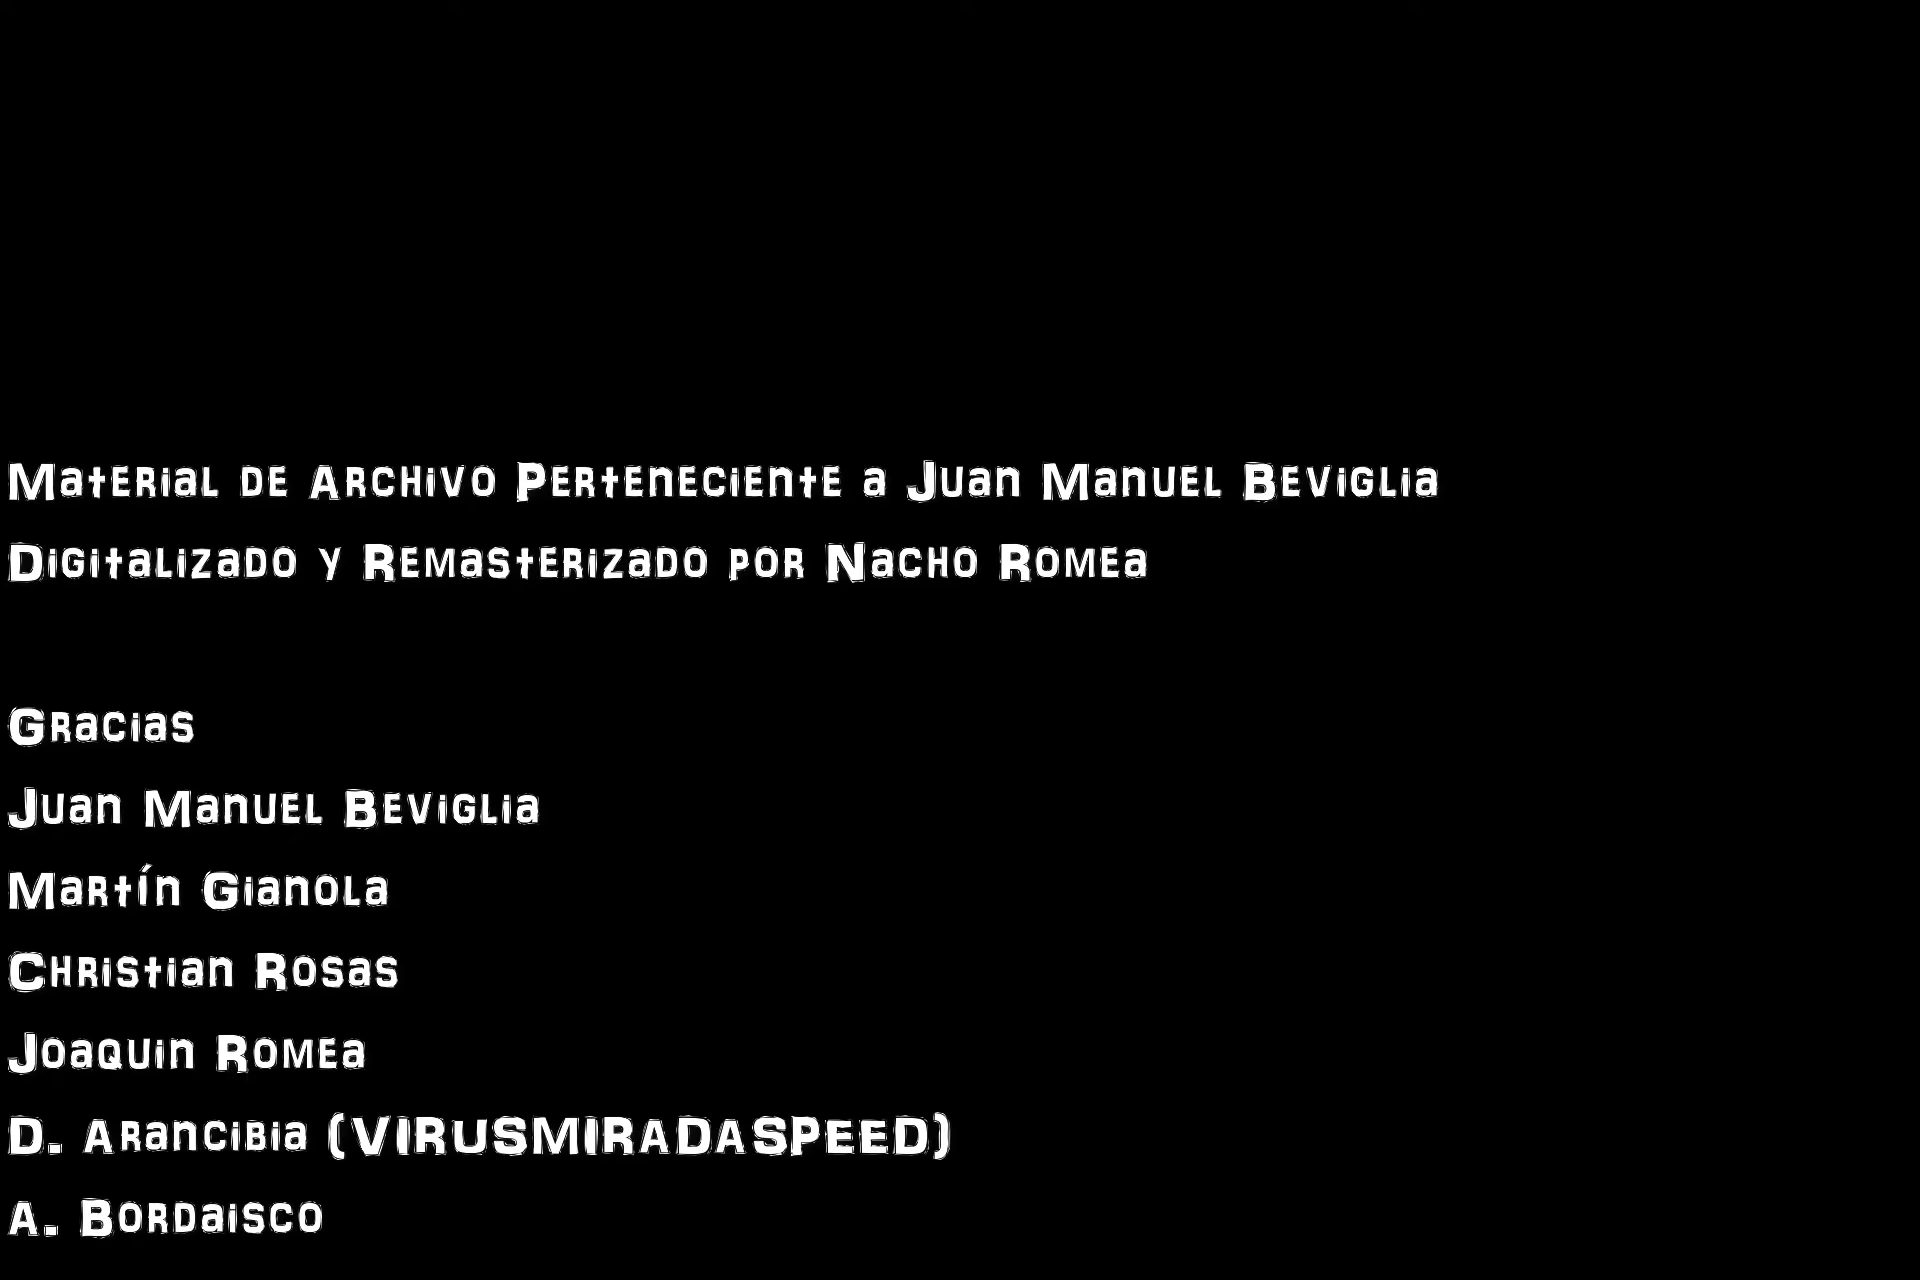 Material de Archivo Perteneciente a Juan Manuel Beviglia
Digitalizado y Remasterizado por Nacho Romea
Gracias
Juan Manuel Beviglia
Martín Gianola
Christian Rosas
Joaquin Romea
D. Arancibia (VIRUSMIRADASPEED)
A. Bordaisco